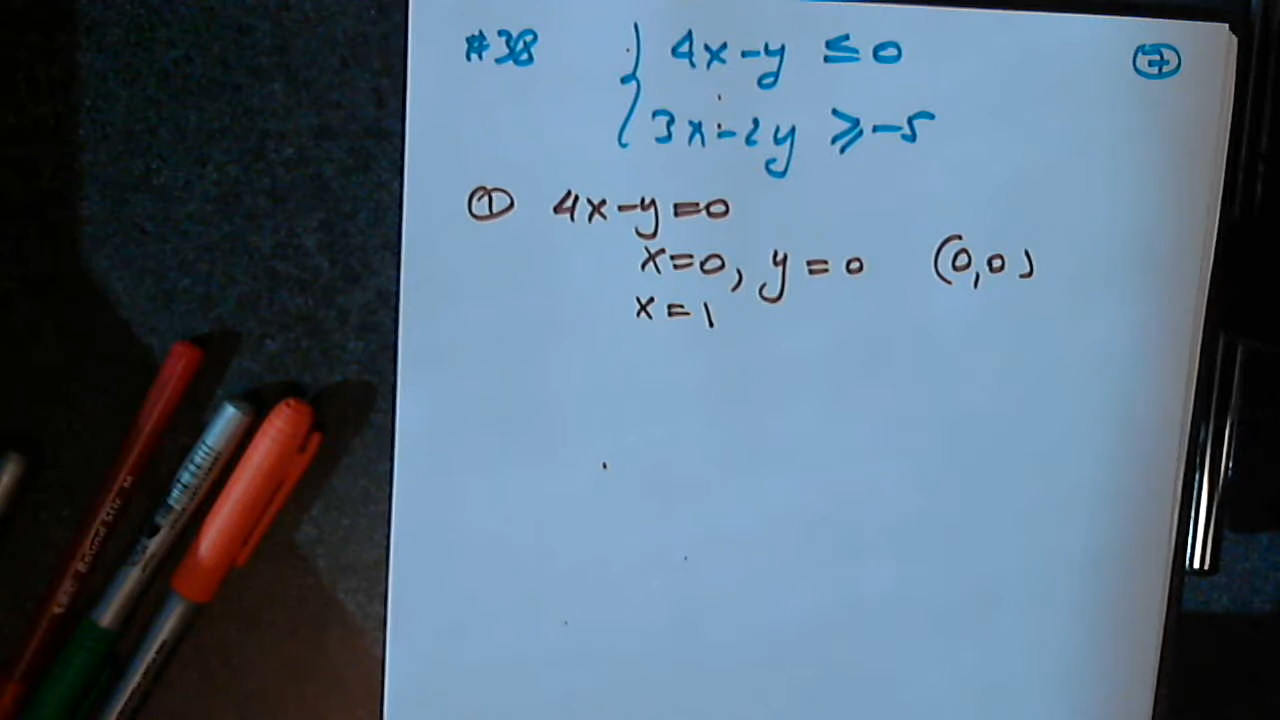 #38 { 4x-y ≤ 0 ⑦
3x-2y ≥ -5
① 4x-y=0
x=0, y=0 (0,0)
x=1